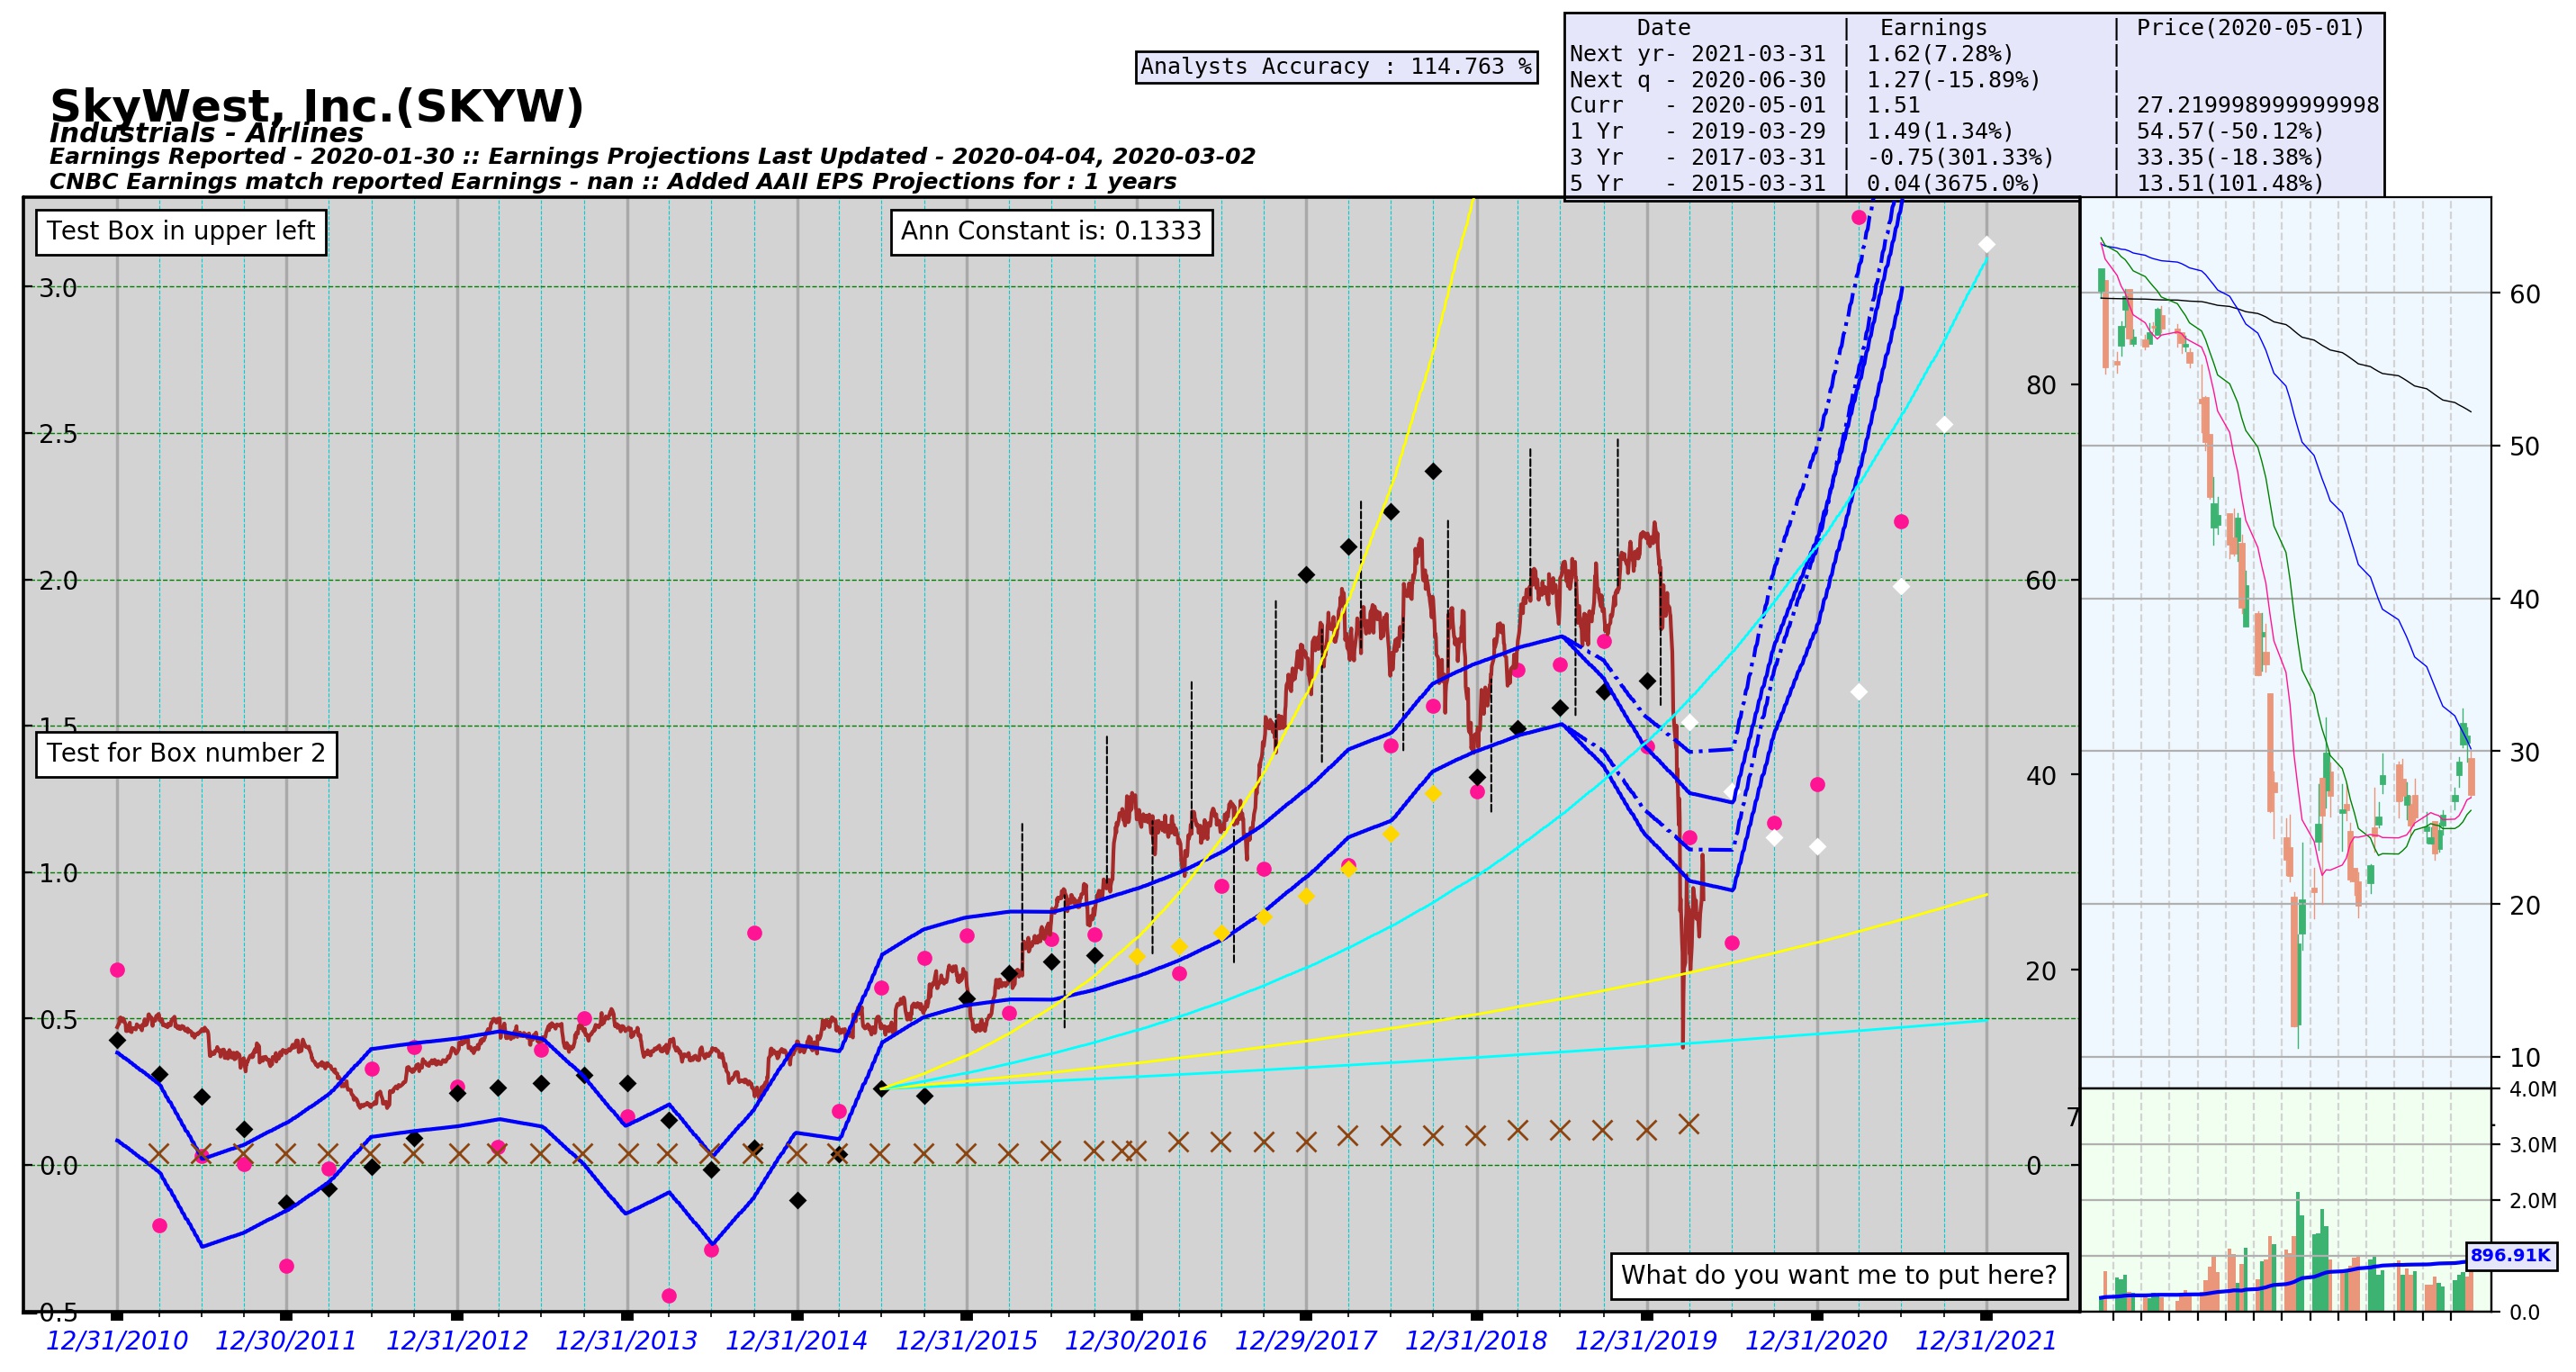 Date | Earnings | Price(2020-05-01)
Next yr- 2021-03-31 | 1.62(7.28%) |
Next q - 2020-06-30 | 1.27(-15.89%) |
Curr - 2020-05-01 | 1.51 | 27.219998999999998
1 Yr - 2019-03-29 | 1.49(1.34%) | 54.57(-50.12%)
3 Yr - 2017-03-31 | -0.75(301.33%) | 33.35(-18.38%)
5 Yr - 2015-03-31 | 0.04(3675.0%) | 13.51(101.48%)
Analysts Accuracy : 114.763 %
SkyWest, Inc.(SKYW)
Industrials - Airlines
Earnings Reported - 2020-01-30 :: Earnings Projections Last Updated - 2020-04-04, 2020-03-02
CNBC Earnings match reported Earnings - nan :: Added AAII EPS Projections for : 1 years
Test Box in upper left
Ann Constant is: 0.1333
3.0
2.5
2.0
1.5
Test for Box number 2
1.0
0.5
0.0
-0.5
80
60
40
20
0
7
60
50
40
30
20
10
4.0M
3.0M
2.0M
896.91K
0.0
What do you want me to put here?
12/31/2010 12/30/2011 12/31/2012 12/31/2013 12/31/2014 12/31/2015 12/30/2016 12/29/2017 12/31/2018 12/31/2019 12/31/2020 12/31/2021